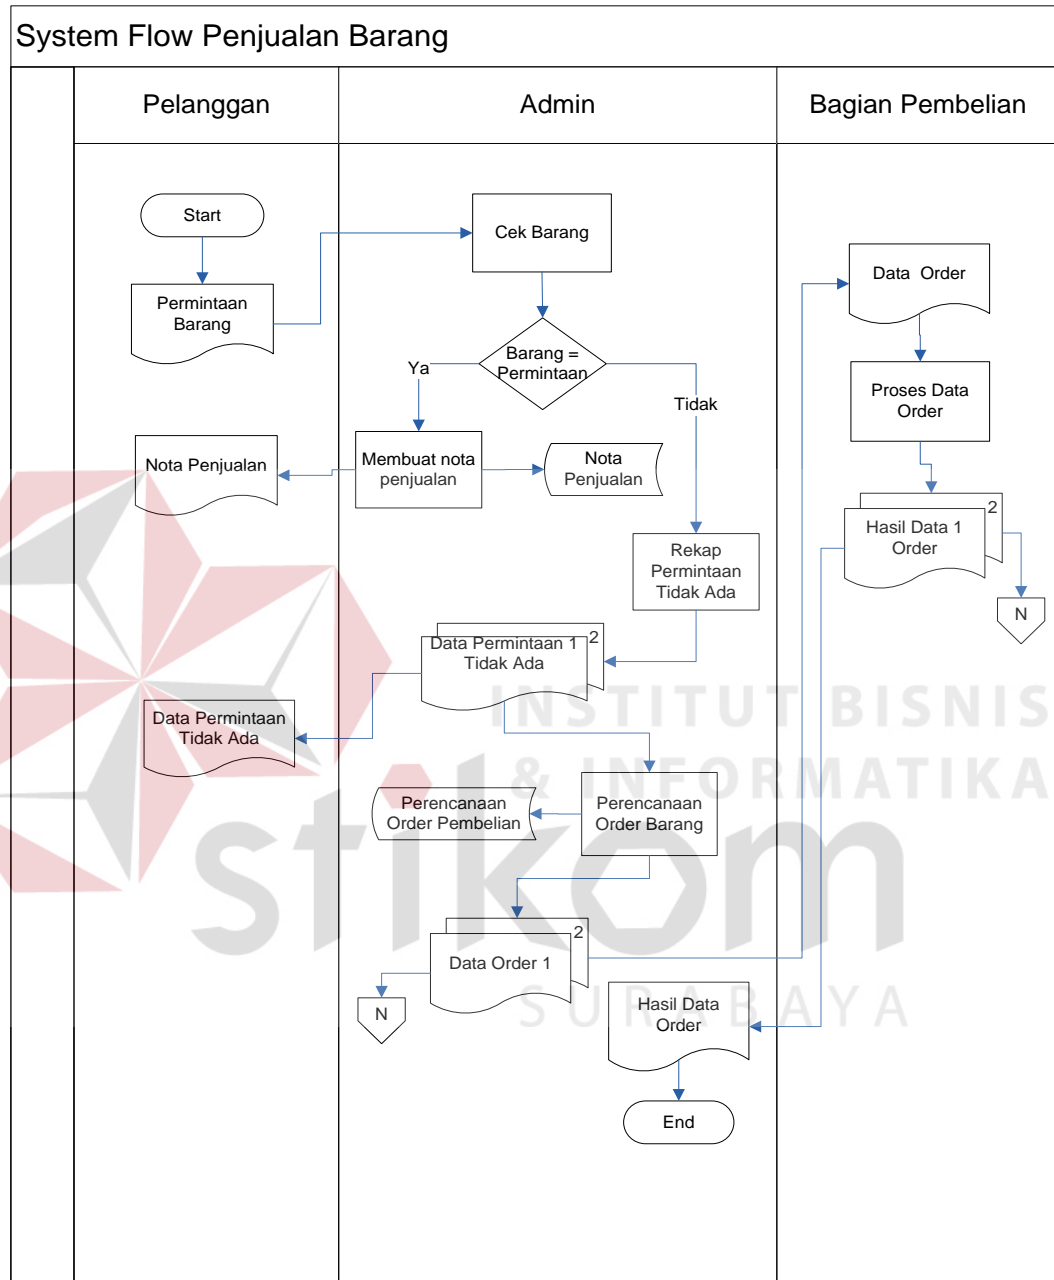 System Flow Penjualan Barang
Pelanggan
Admin
Bagian Pembelian
Start
Permintaan
Barang
Cek Barang
Barang =
Permintaan
Ya
Tidak
Membuat nota
penjualan
Nota Penjualan
Nota
Penjualan
Rekap
Permintaan
Tidak Ada
2
Data Permintaan 1
Tidak Ada
Data Permintaan
Tidak Ada
Perencanaan
Order Pembelian
Perencanaan
Order Barang
2
Data Order 1
N
Data Order
Proses Data
Order
2
Hasil Data 1
Order
N
Hasil Data
Order
End
INSTITUT BISNIS
& INFORMATIKA
stikom
SURABAYA